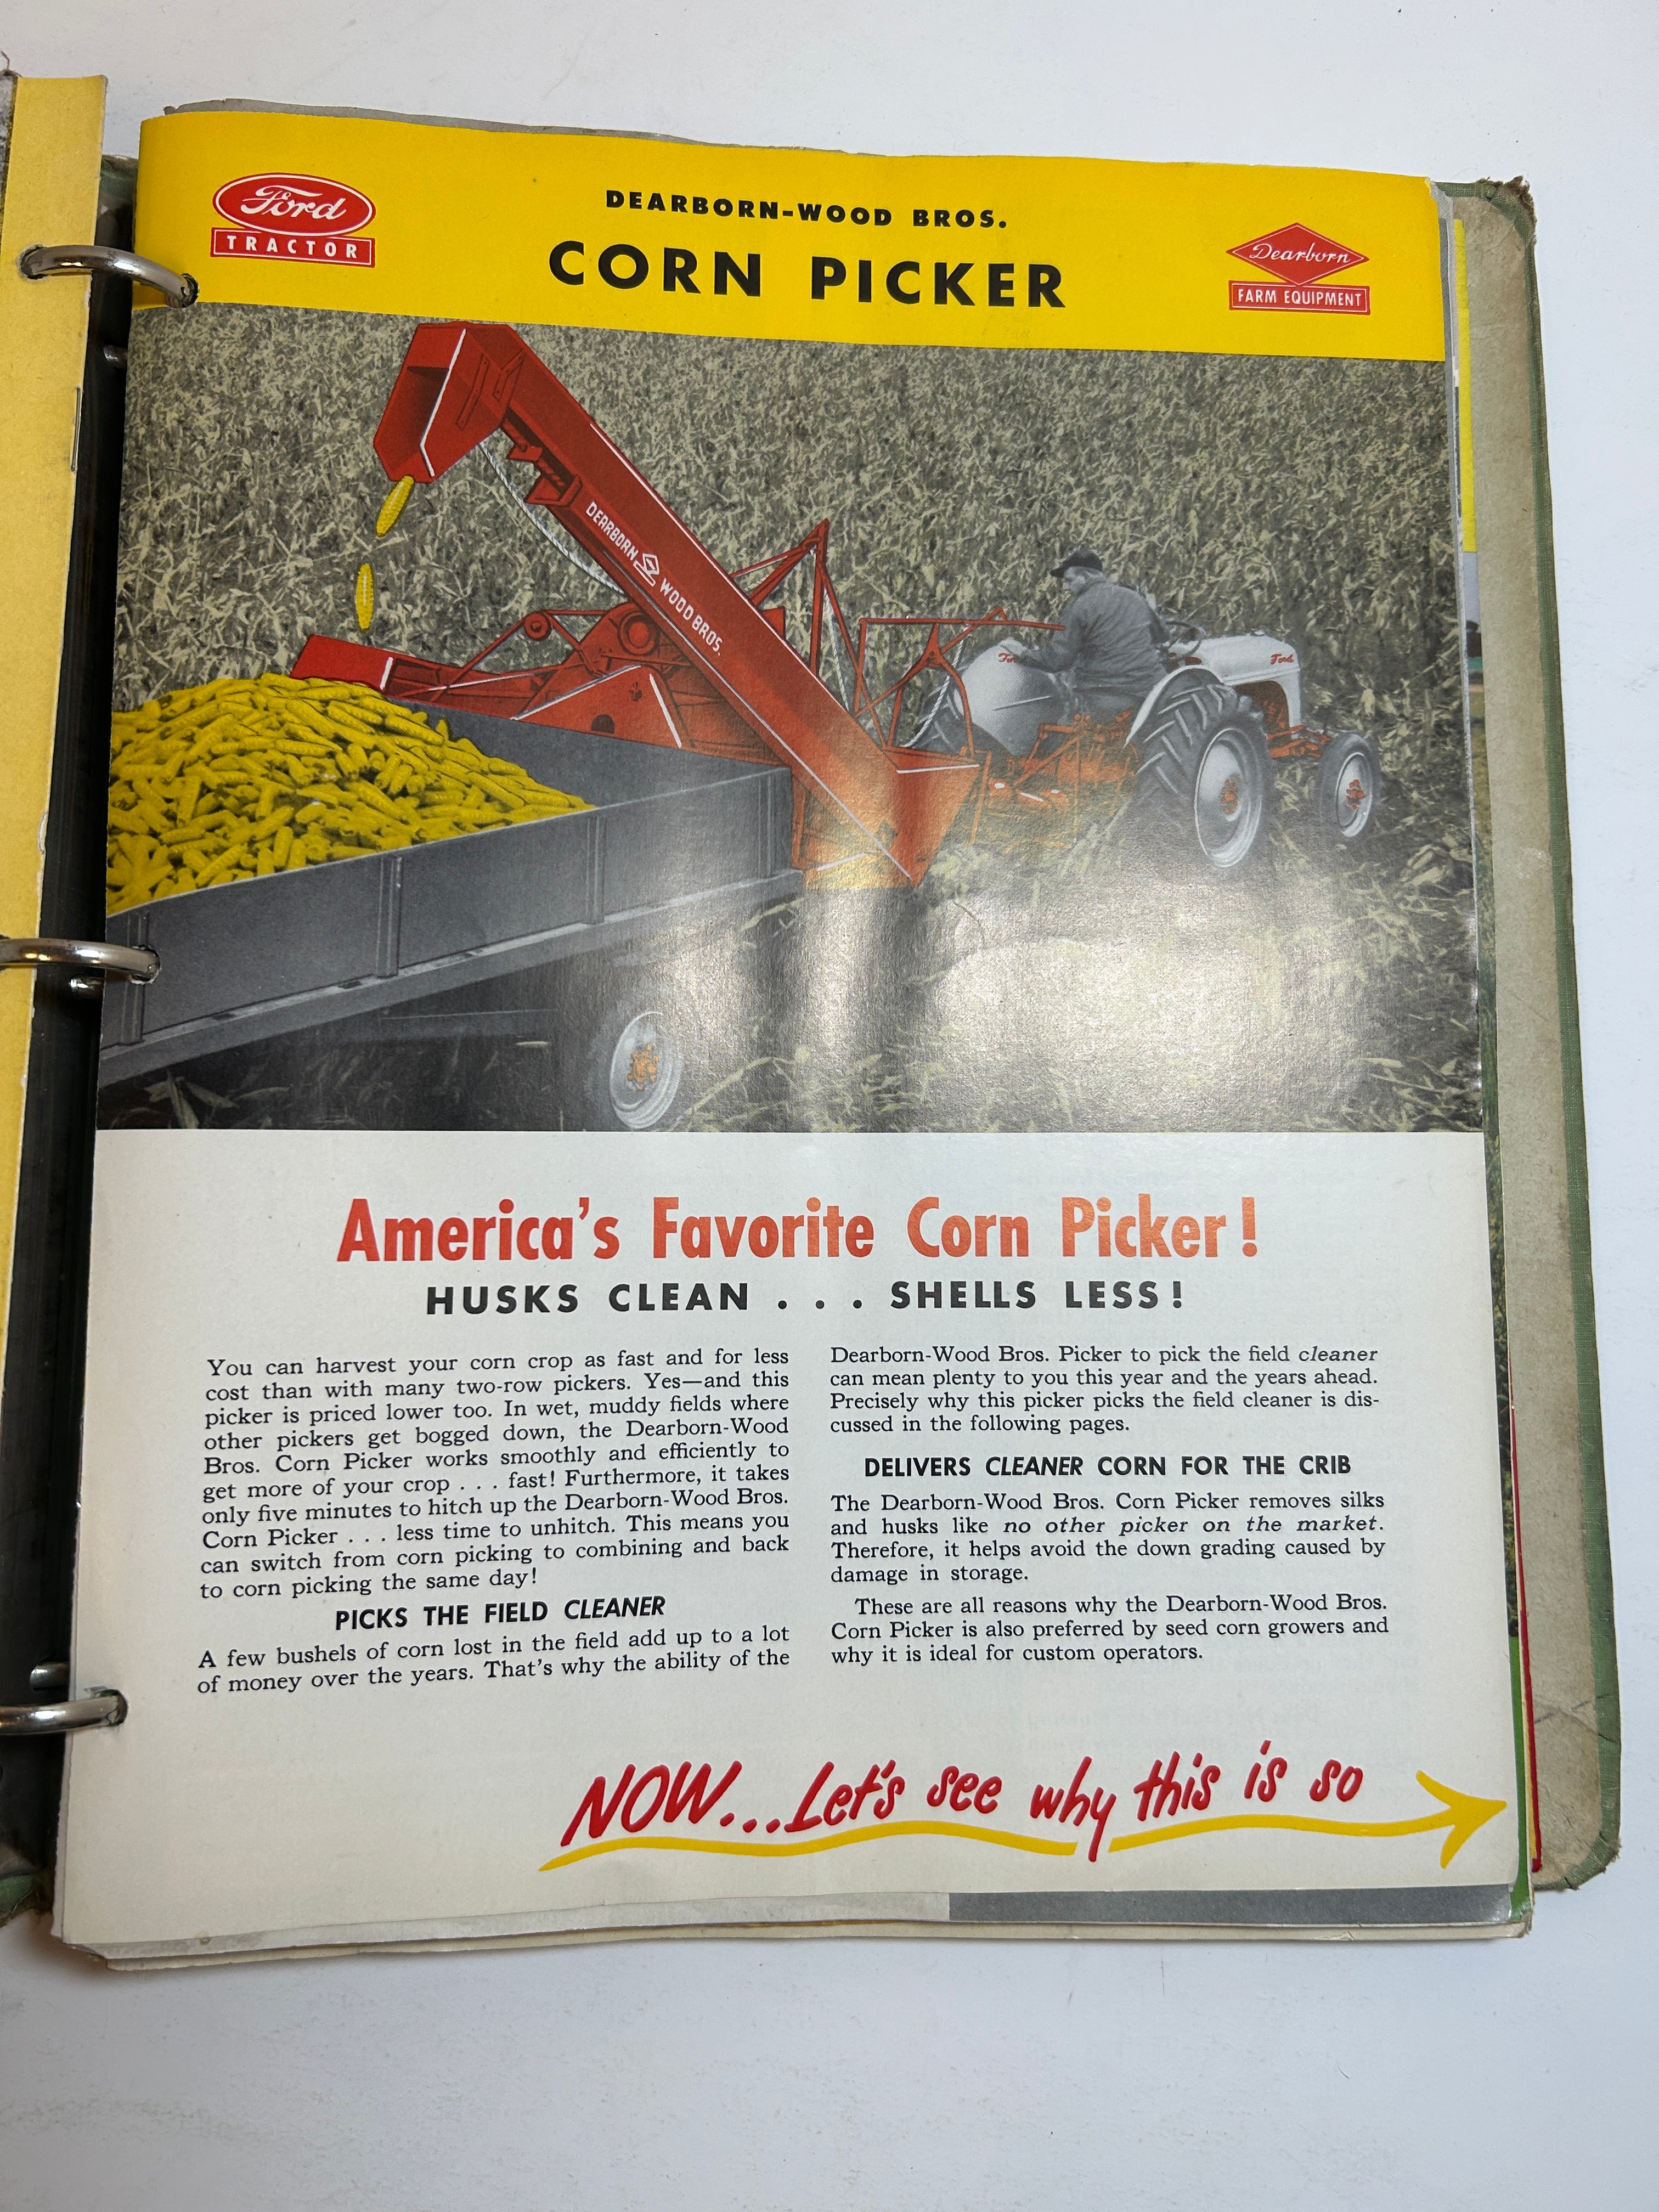 Ford
TRACTOR
DEARBORN-WOOD BROS.
CORN PICKER
Dearborn
FARM EQUIPMENT
DEARBORN WOOD BROS.
Ford
America's Favorite Corn Picker!
HUSKS CLEAN . . . SHELLS LESS!
You can harvest your corn crop as fast and for less
cost than with many two-row pickers. Yes—and this
picker is priced lower too. In wet, muddy fields where
other pickers get bogged down, the Dearborn-Wood
Bros. Corn Picker works smoothly and efficiently to
get more of your crop . . . fast! Furthermore, it takes
only five minutes to hitch up the Dearborn-Wood Bros.
Corn Picker . . . less time to unhitch. This means you
can switch from corn picking to combining and back
to corn picking the same day!
PICKS THE FIELD CLEANER
A few bushels of corn lost in the field add up to a lot
of money over the years. That's why the ability of the
Dearborn-Wood Bros. Picker to pick the field cleaner
can mean plenty to you this year and the years ahead.
Precisely why this picker picks the field cleaner is dis-
cussed in the following pages.
DELIVERS CLEANER CORN FOR THE CRIB
The Dearborn-Wood Bros. Corn Picker removes silks
and husks like no other picker on the market.
Therefore, it helps avoid the down grading caused by
damage in storage.
These are all reasons why the Dearborn-Wood Bros.
Corn Picker is also preferred by seed corn growers and
why it is ideal for custom operators.
NOW...Let's see why this is so